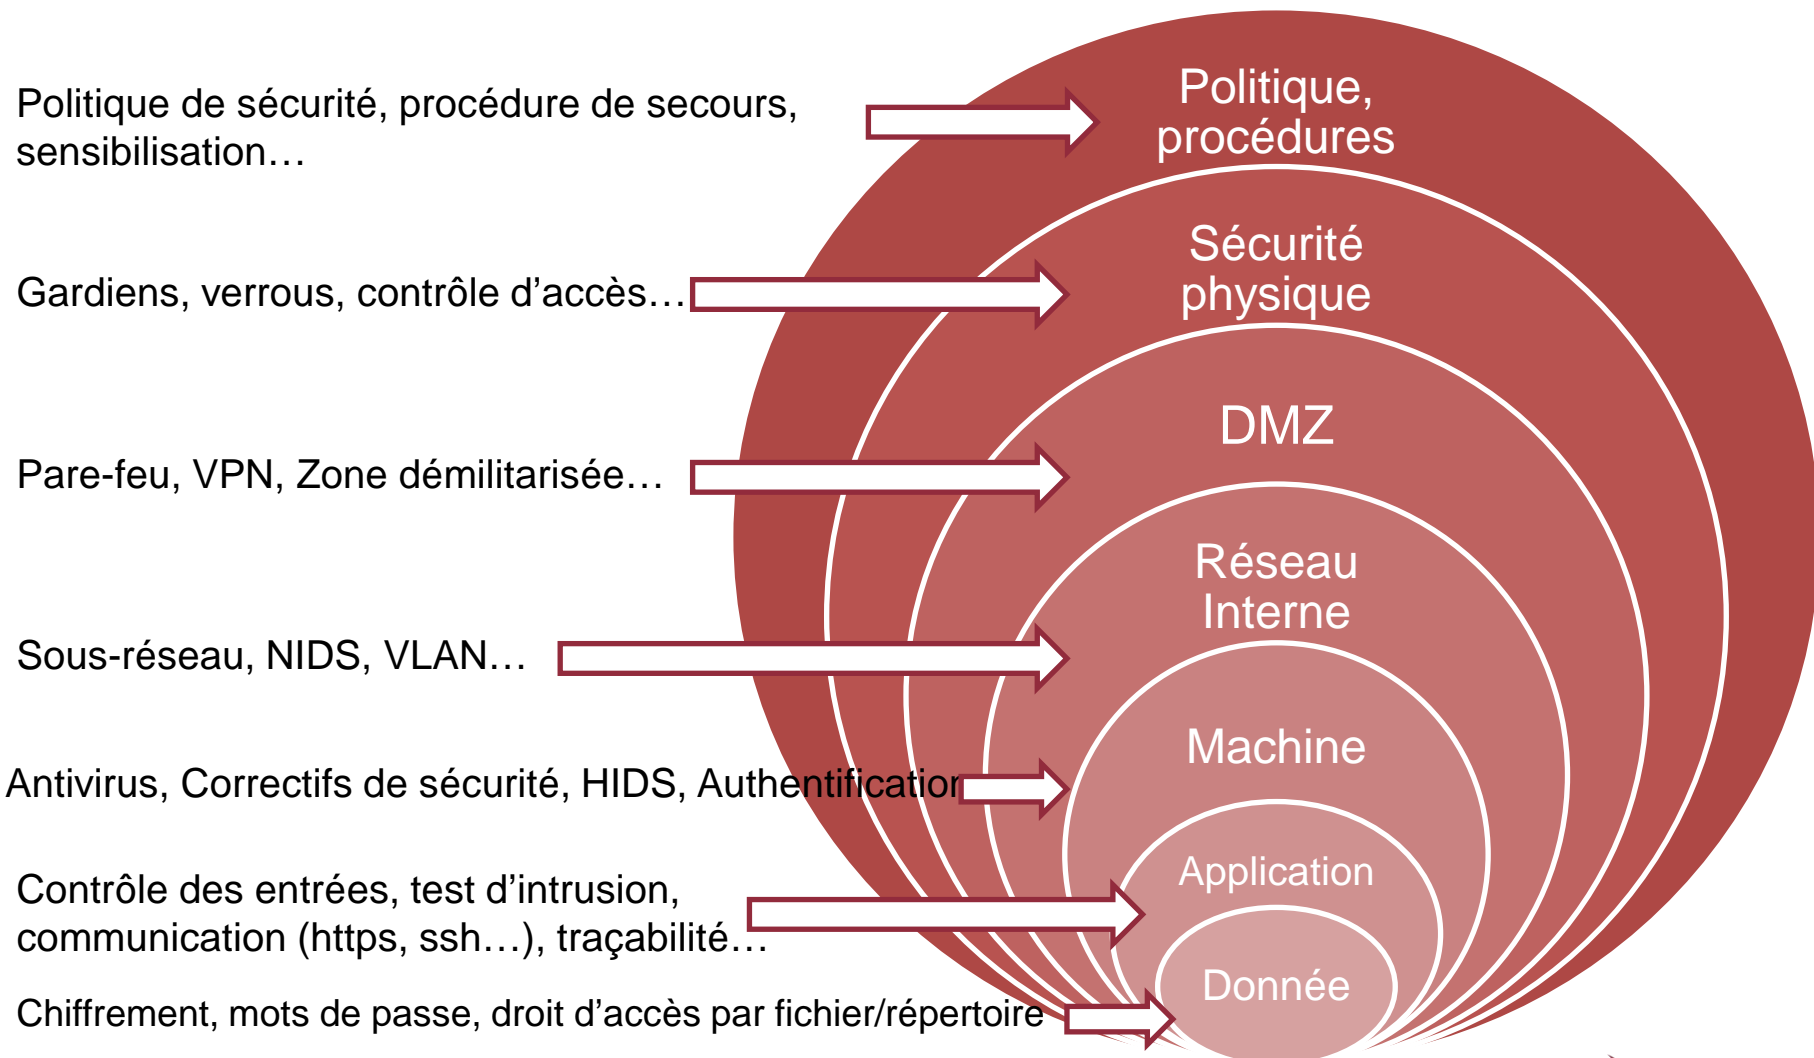 Politique de sécurité, procédure de secours,
sensibilisation…
Politique,
procédures
Gardiens, verrous, contrôle d’accès…
Sécurité
physique
Pare-feu, VPN, Zone démilitarisée…
DMZ
Sous-réseau, NIDS, VLAN…
Réseau
Interne
Antivirus, Correctifs de sécurité, HIDS, Authentification
Machine
Contrôle des entrées, test d’intrusion,
communication (https, ssh…), traçabilité…
Application
Chiffrement, mots de passe, droit d’accès par fichier/répertoire
Donnée